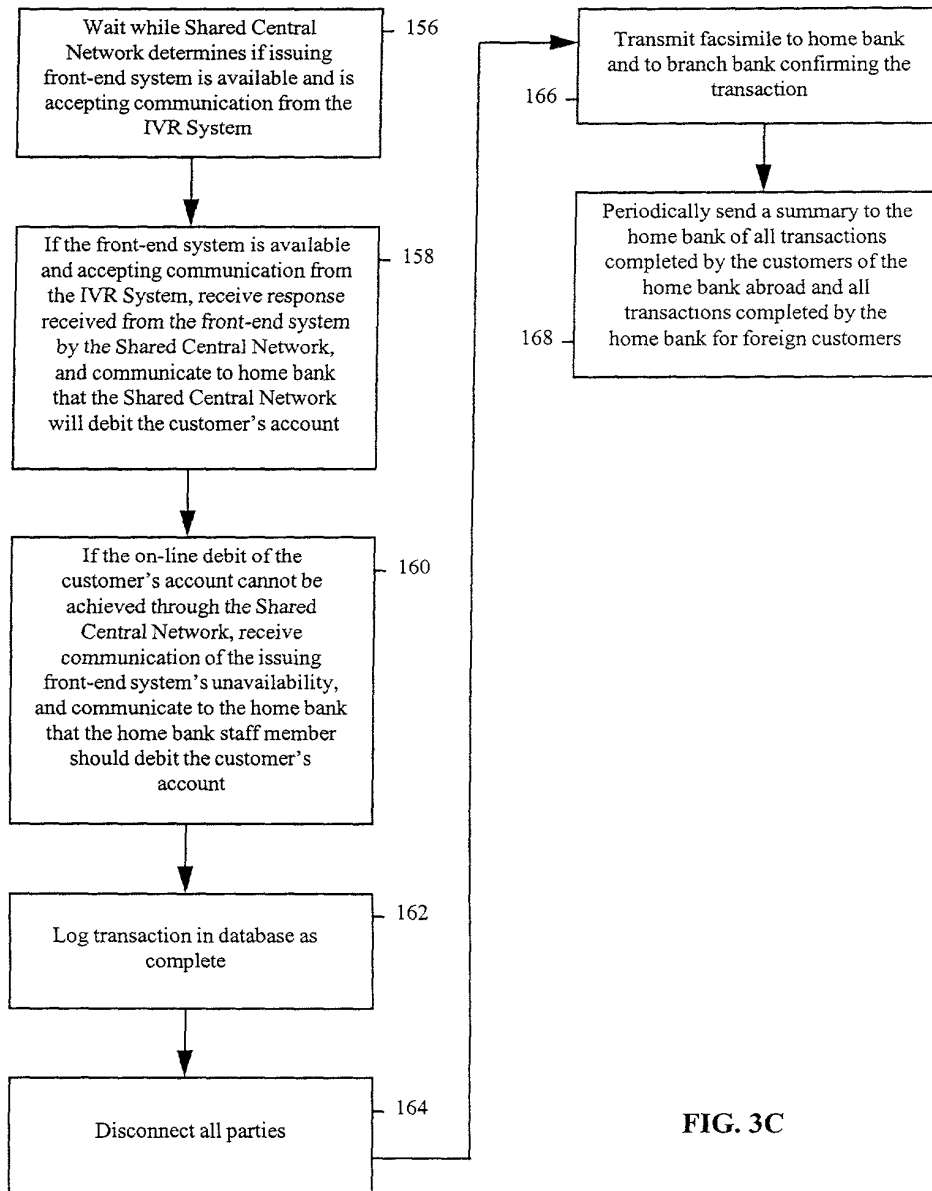 Wait while Shared Central
Network determines if issuing
front-end system is available and is
accepting communication from the
IVR System
156
If the front-end system is available
and accepting communication from
the IVR System, receive response
received from the front-end system
by the Shared Central Network,
and communicate to home bank
that the Shared Central Network
will debit the customer's account
158
If the on-line debit of the
customer's account cannot be
achieved through the Shared
Central Network, receive
communication of the issuing
front-end system's unavailability,
and communicate to the home bank
that the home bank staff member
should debit the customer's
account
160
Log transaction in database as
complete
162
Disconnect all parties
164
Transmit facsimile to home bank
and to branch bank confirming the
transaction
166
Periodically send a summary to the
home bank of all transactions
completed by the customers of the
home bank abroad and all
transactions completed by the
home bank for foreign customers
168
FIG. 3C